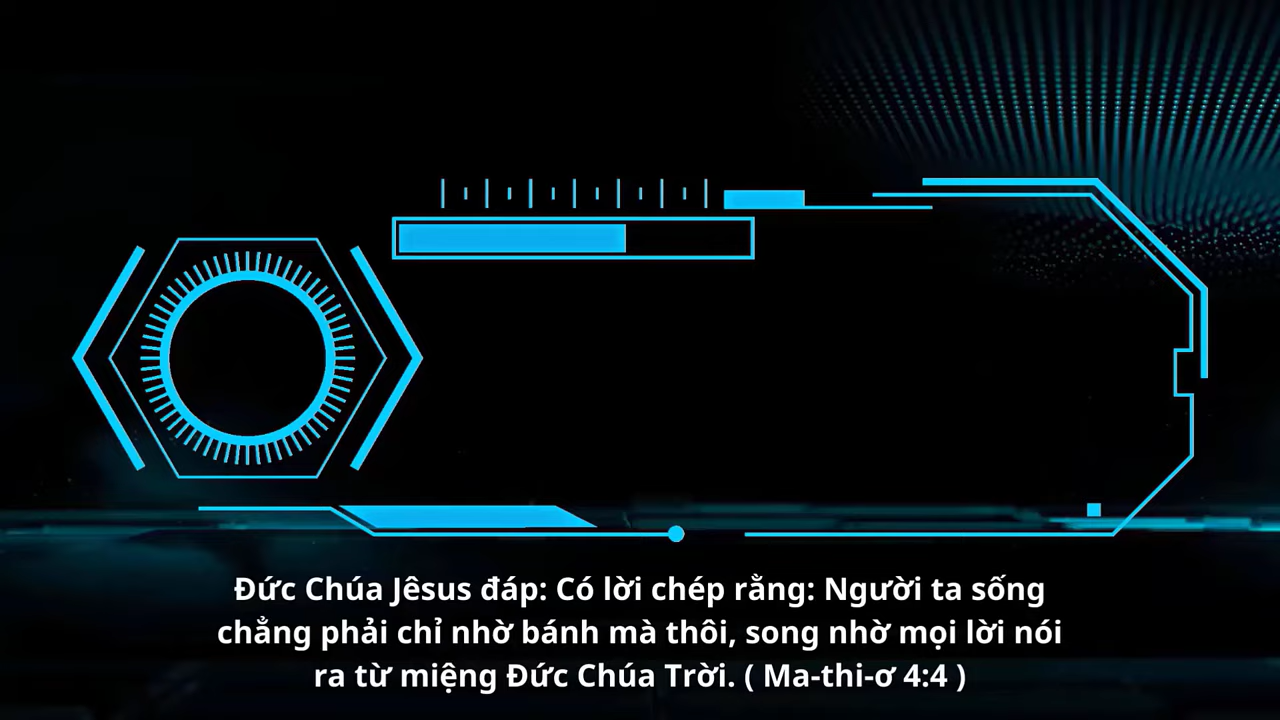 Đức Chúa Jêsus đáp: Có lời chép rằng: Người ta sống
chẳng phải chỉ nhờ bánh mà thôi, song nhờ mọi lời nói
ra từ miệng Đức Chúa Trời. ( Ma-thi-ơ 4:4 )